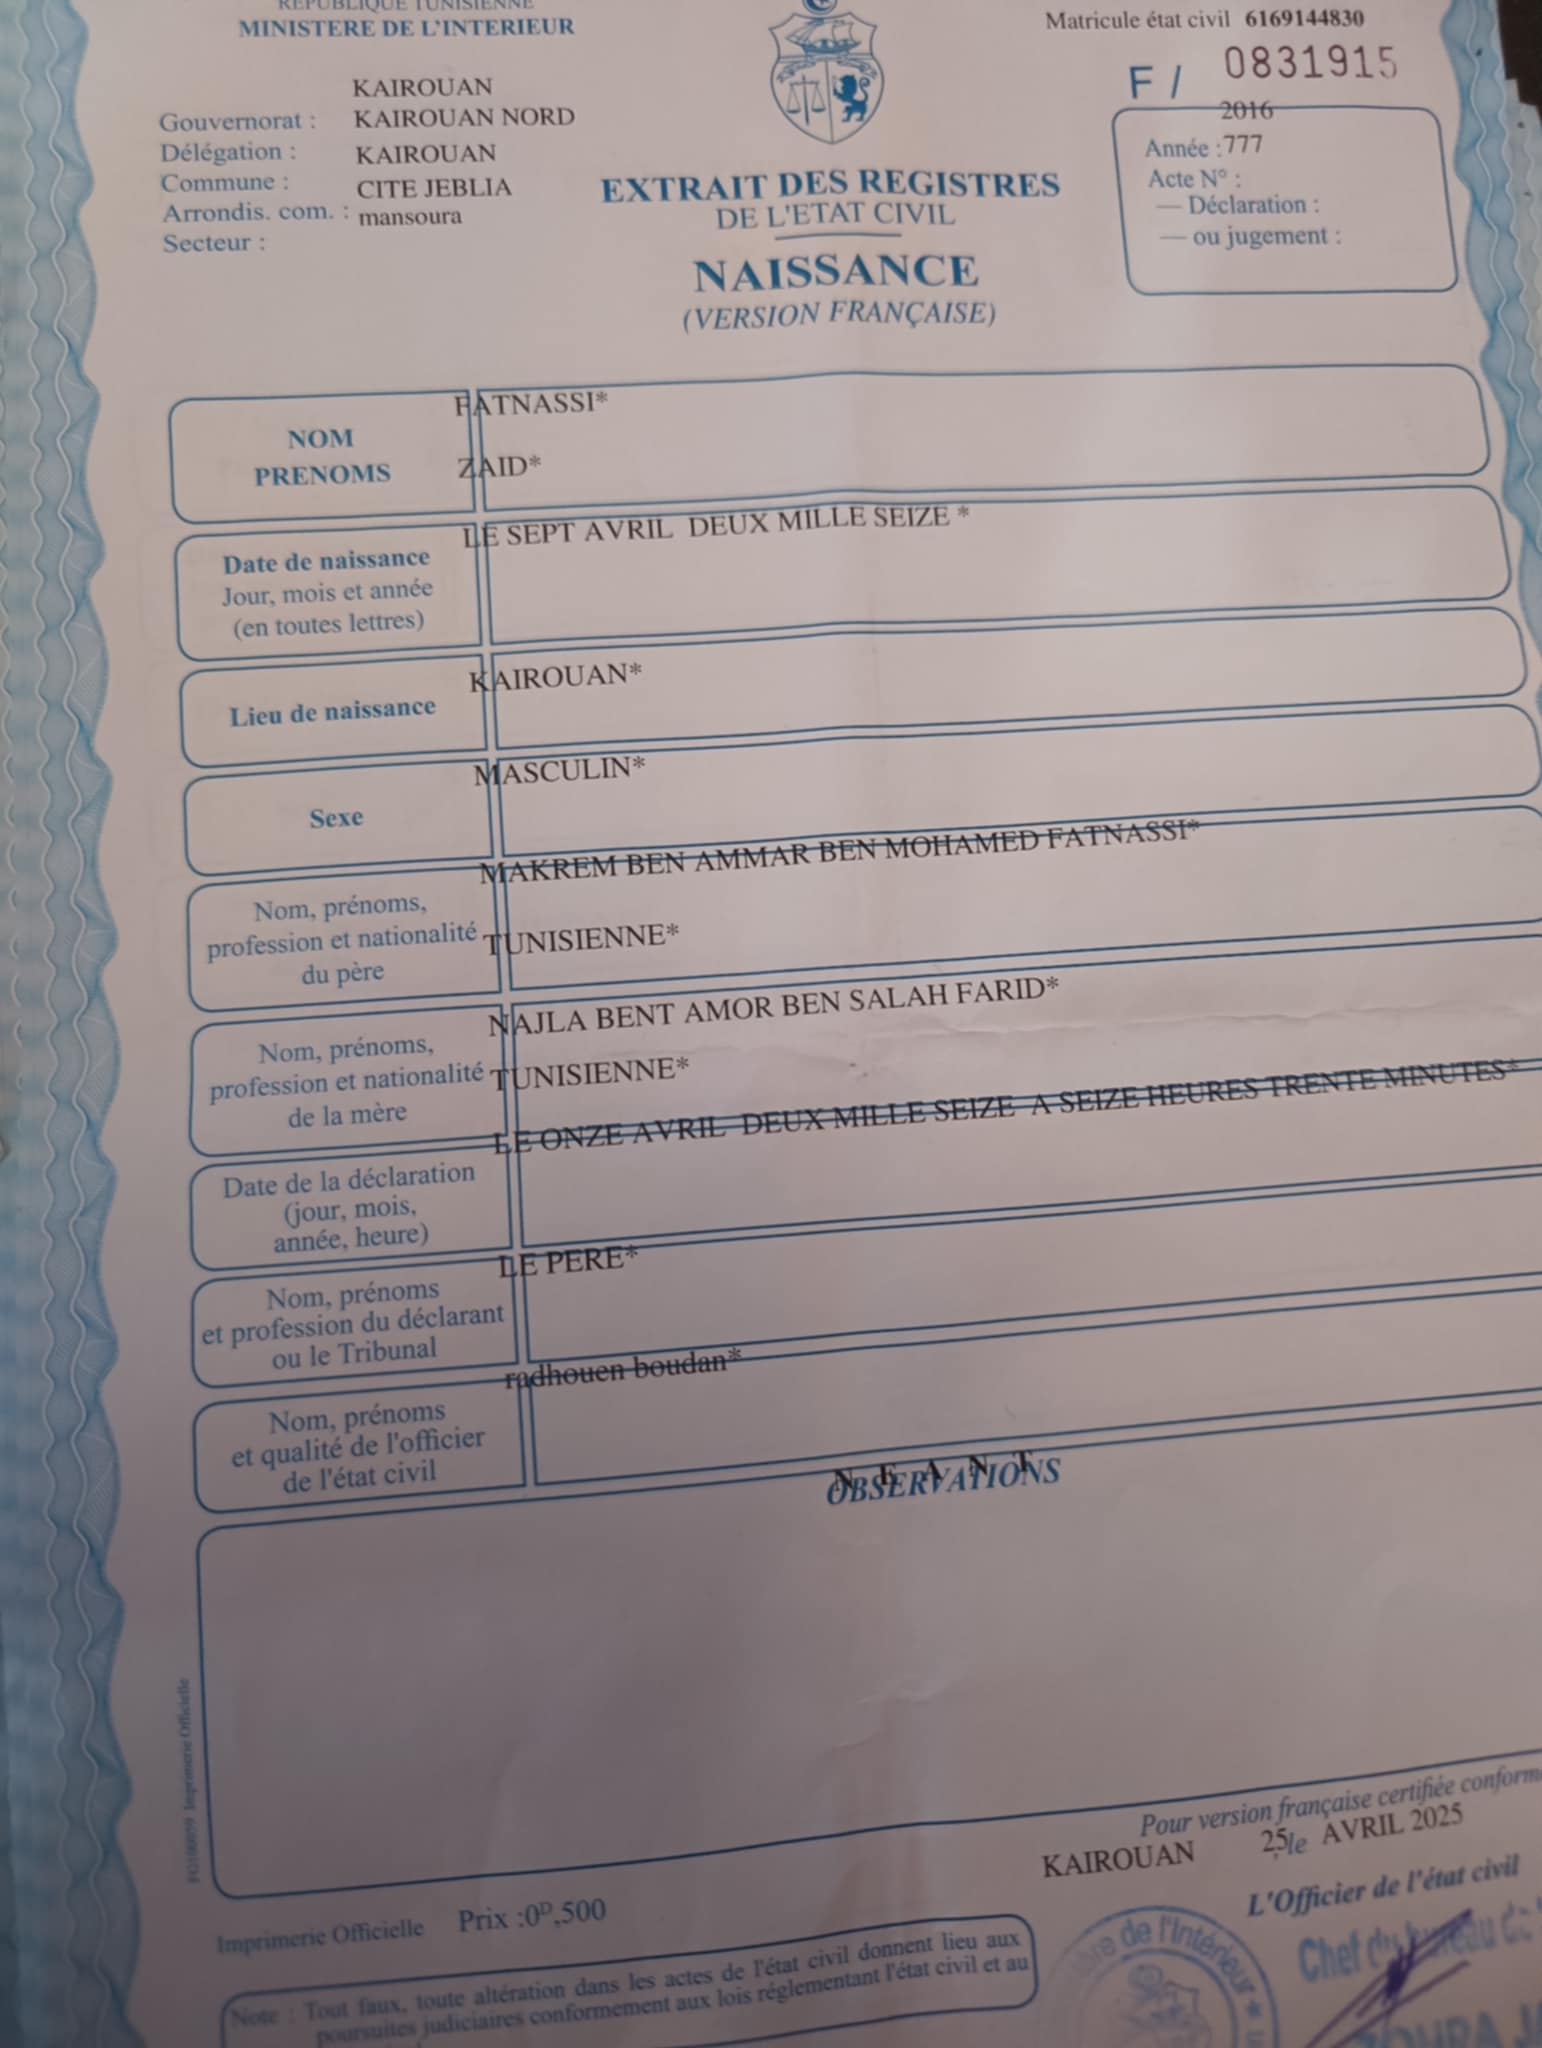 REPUBLIQUE TUNISIENNE
MINISTERE DE L'INTERIEUR
Matricule état civil 6169144830
F / 0831915
KAIROUAN
Gouvernorat : KAIROUAN NORD
Délégation : KAIROUAN
Commune : CITE JEBLIA
Arrondis. com. : mansoura
Secteur :
2016
Année : 777
Acte N° :
— Déclaration :
— ou jugement :
EXTRAIT DES REGISTRES
DE L'ETAT CIVIL
NAISSANCE
(VERSION FRANÇAISE)
NOM FATNASSI*
PRENOMS ZAID*
Date de naissance LE SEPT AVRIL DEUX MILLE SEIZE *
Jour, mois et année
(en toutes lettres)
Lieu de naissance KAIROUAN*
Sexe MASCULIN*
MAKREM BEN AMMAR BEN MOHAMED FATNASSI*
Nom, prénoms,
profession et nationalité TUNISIENNE*
du père
NAJLA BENT AMOR BEN SALAH FARID*
Nom, prénoms,
profession et nationalité TUNISIENNE*
de la mère
LE ONZE AVRIL DEUX MILLE SEIZE A SEIZE HEURES TRENTE MINUTES*
Date de la déclaration
(jour, mois,
année, heure)
LE PERE*
Nom, prénoms
et profession du déclarant
ou le Tribunal
radhouen boudan*
Nom, prénoms
et qualité de l'officier
de l'état civil
N E A N T
OBSERVATIONS
FO100059 Imprimerie Officielle
Pour version française certifiée
KAIROUAN 25 le AVRIL 2025
L'Officier de l'état civil
Imprimerie Officielle Prix :0ᴰ,500
Note : Tout faux, toute altération dans les actes de l'état civil donnent lieu aux
poursuites judiciaires conformement aux lois réglementant l'état civil et au
de l'Intérieur
Chef du bureau de